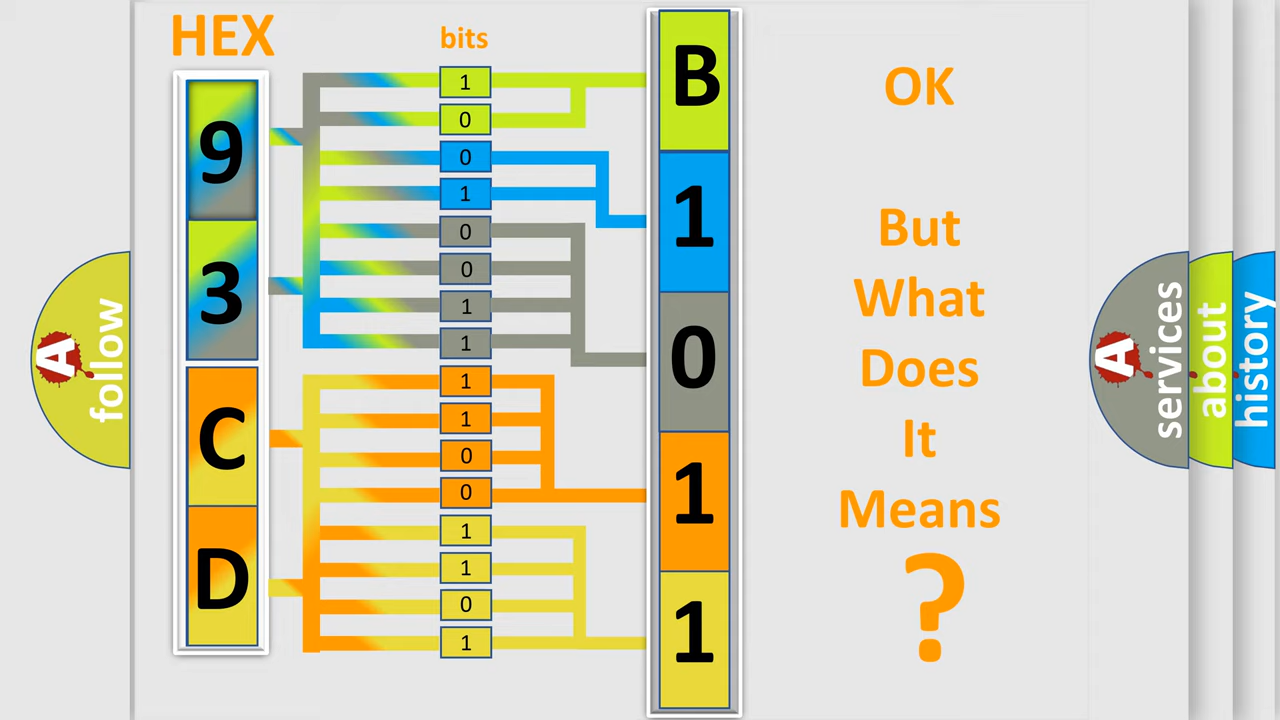 HEX
bits
9
3
C
D
1
0
0
1
0
0
1
1
1
1
0
0
1
1
0
1
B
1
0
1
1
OK
But
What
Does
It
Means
?
A
follow
A
services
about
history